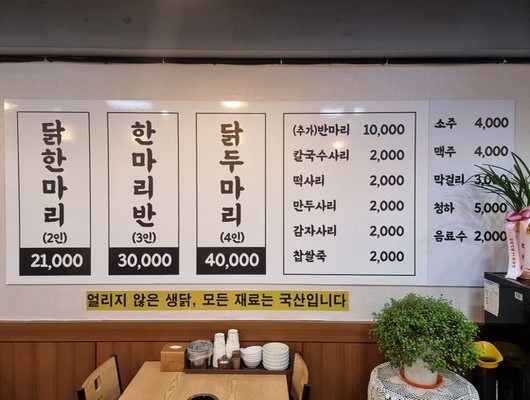 닭한마리
(2인)
21,000
한마리반
(3인)
30,000
닭두마리
(4인)
40,000
(추가)반마리 10,000
칼국수사리 2,000
떡사리 2,000
만두사리 2,000
감자사리 2,000
찹쌀죽 2,000
소주 4,000
맥주 4,000
막걸리 3,0
청하 5,000
음료수 2,000
얼리지 않은 생닭, 모든 재료는 국산입니다